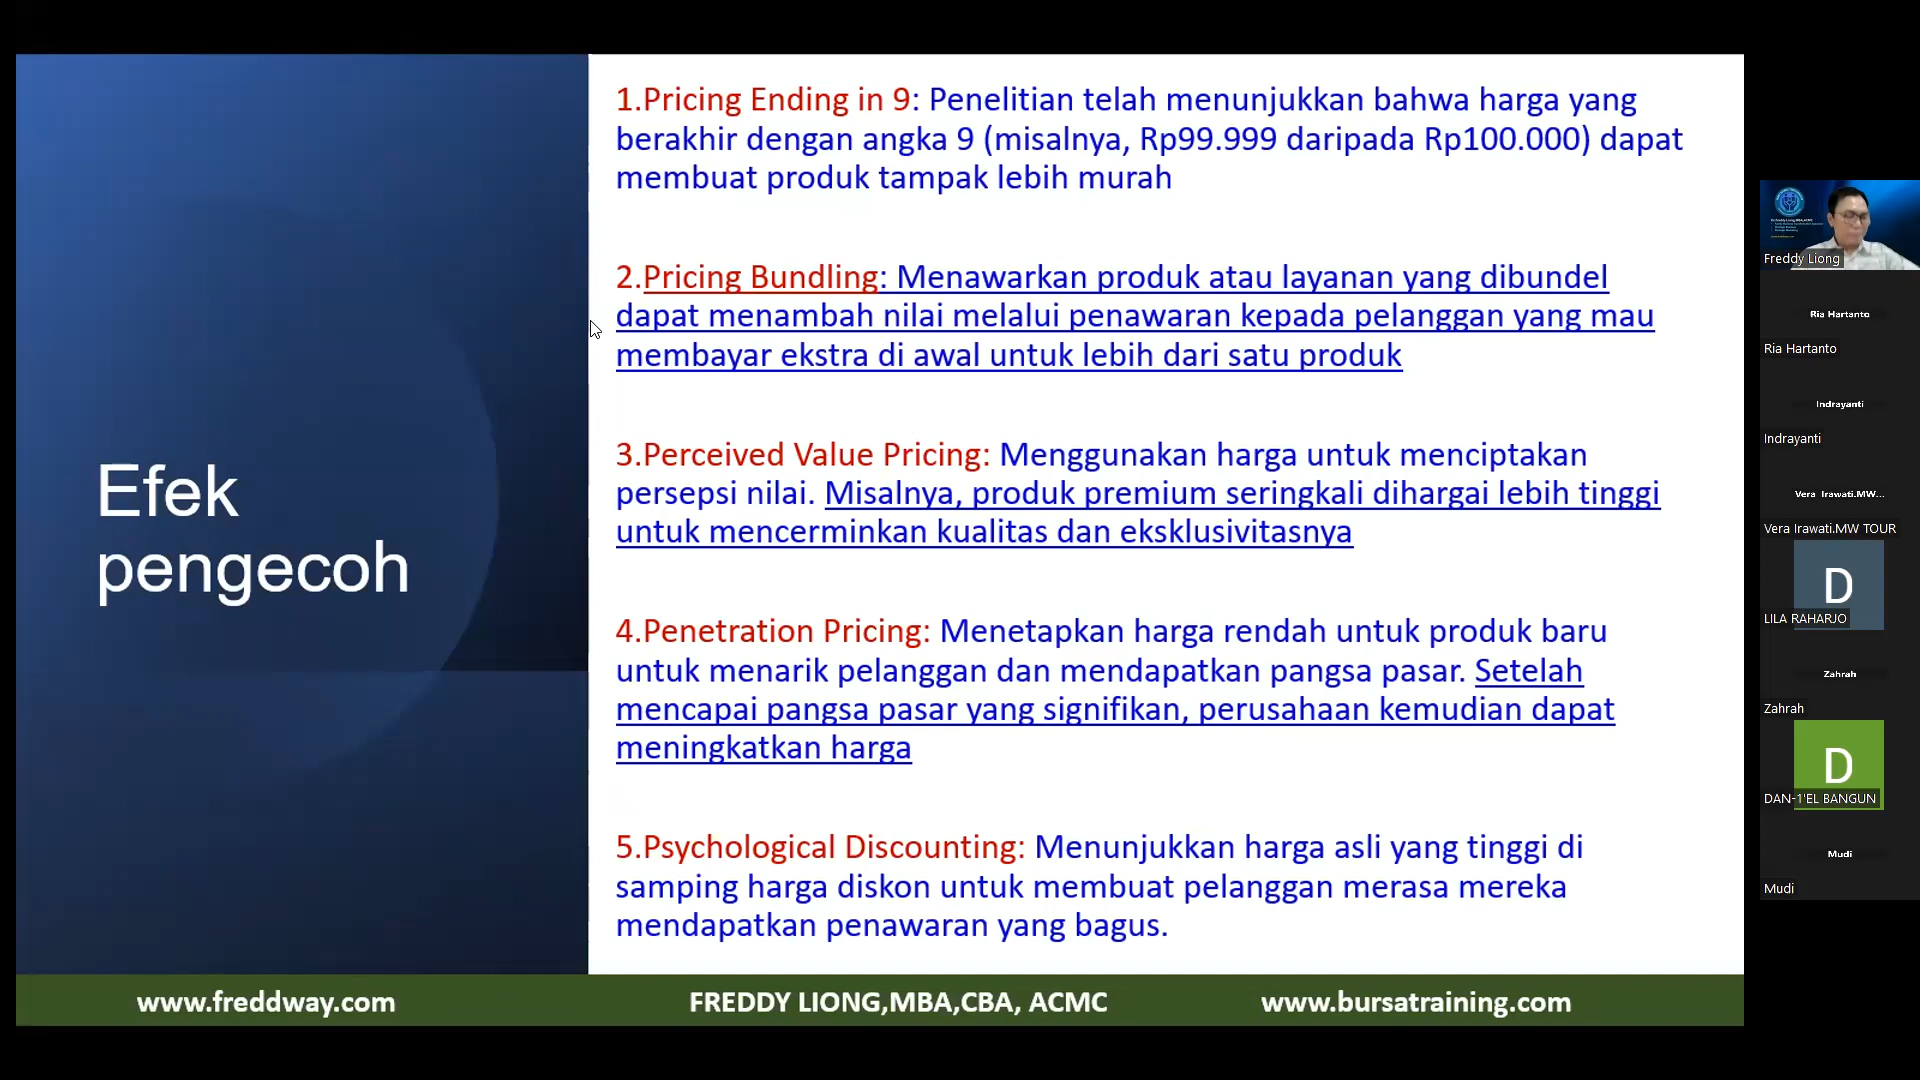 Efek
pengecoh
1.Pricing Ending in 9: Penelitian telah menunjukkan bahwa harga yang
berakhir dengan angka 9 (misalnya, Rp99.999 daripada Rp100.000) dapat
membuat produk tampak lebih murah
2.Pricing Bundling: Menawarkan produk atau layanan yang dibundel
dapat menambah nilai melalui penawaran kepada pelanggan yang mau
membayar ekstra di awal untuk lebih dari satu produk
3.Perceived Value Pricing: Menggunakan harga untuk menciptakan
persepsi nilai. Misalnya, produk premium seringkali dihargai lebih tinggi
untuk mencerminkan kualitas dan eksklusivitasnya
4.Penetration Pricing: Menetapkan harga rendah untuk produk baru
untuk menarik pelanggan dan mendapatkan pangsa pasar. Setelah
mencapai pangsa pasar yang signifikan, perusahaan kemudian dapat
meningkatkan harga
5.Psychological Discounting: Menunjukkan harga asli yang tinggi di
samping harga diskon untuk membuat pelanggan merasa mereka
mendapatkan penawaran yang bagus.
www.freddway.com
FREDDY LIONG,MBA,CBA, ACMC
www.bursatraining.com
Freddy Liong
Ria Hartanto
Ria Hartanto
Indrayanti
Indrayanti
Vera Irawati.MW...
Vera Irawati.MW TOUR
D
LILA RAHARJO
Zahrah
Zahrah
D
DAN-1'EL BANGUN
Mudi
Mudi